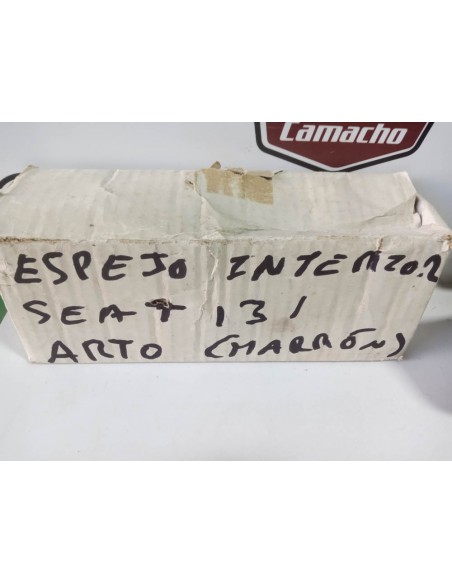 Camacho
ESPEJO INTERIOR
SEAT 131
ARTO (MARRÓN)